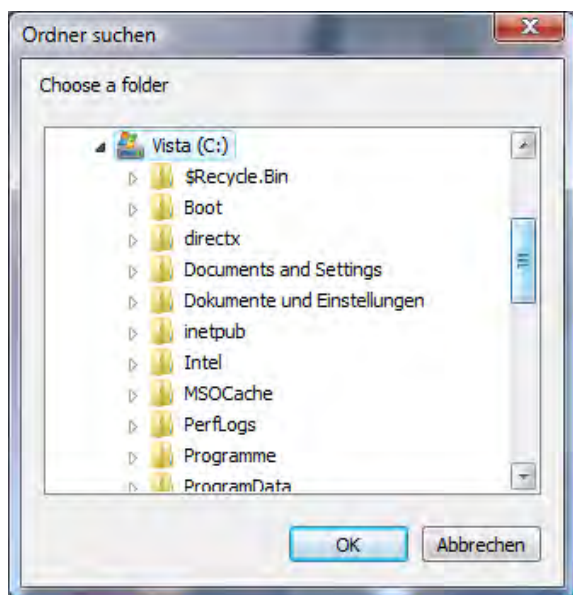 Ordner suchen
Choose a folder
Vista (C:)
$Recycle.Bin
Boot
directx
Documents and Settings
Dokumente und Einstellungen
inetpub
Intel
MSOCache
PerfLogs
Programme
ProgramData
OK Abbrechen